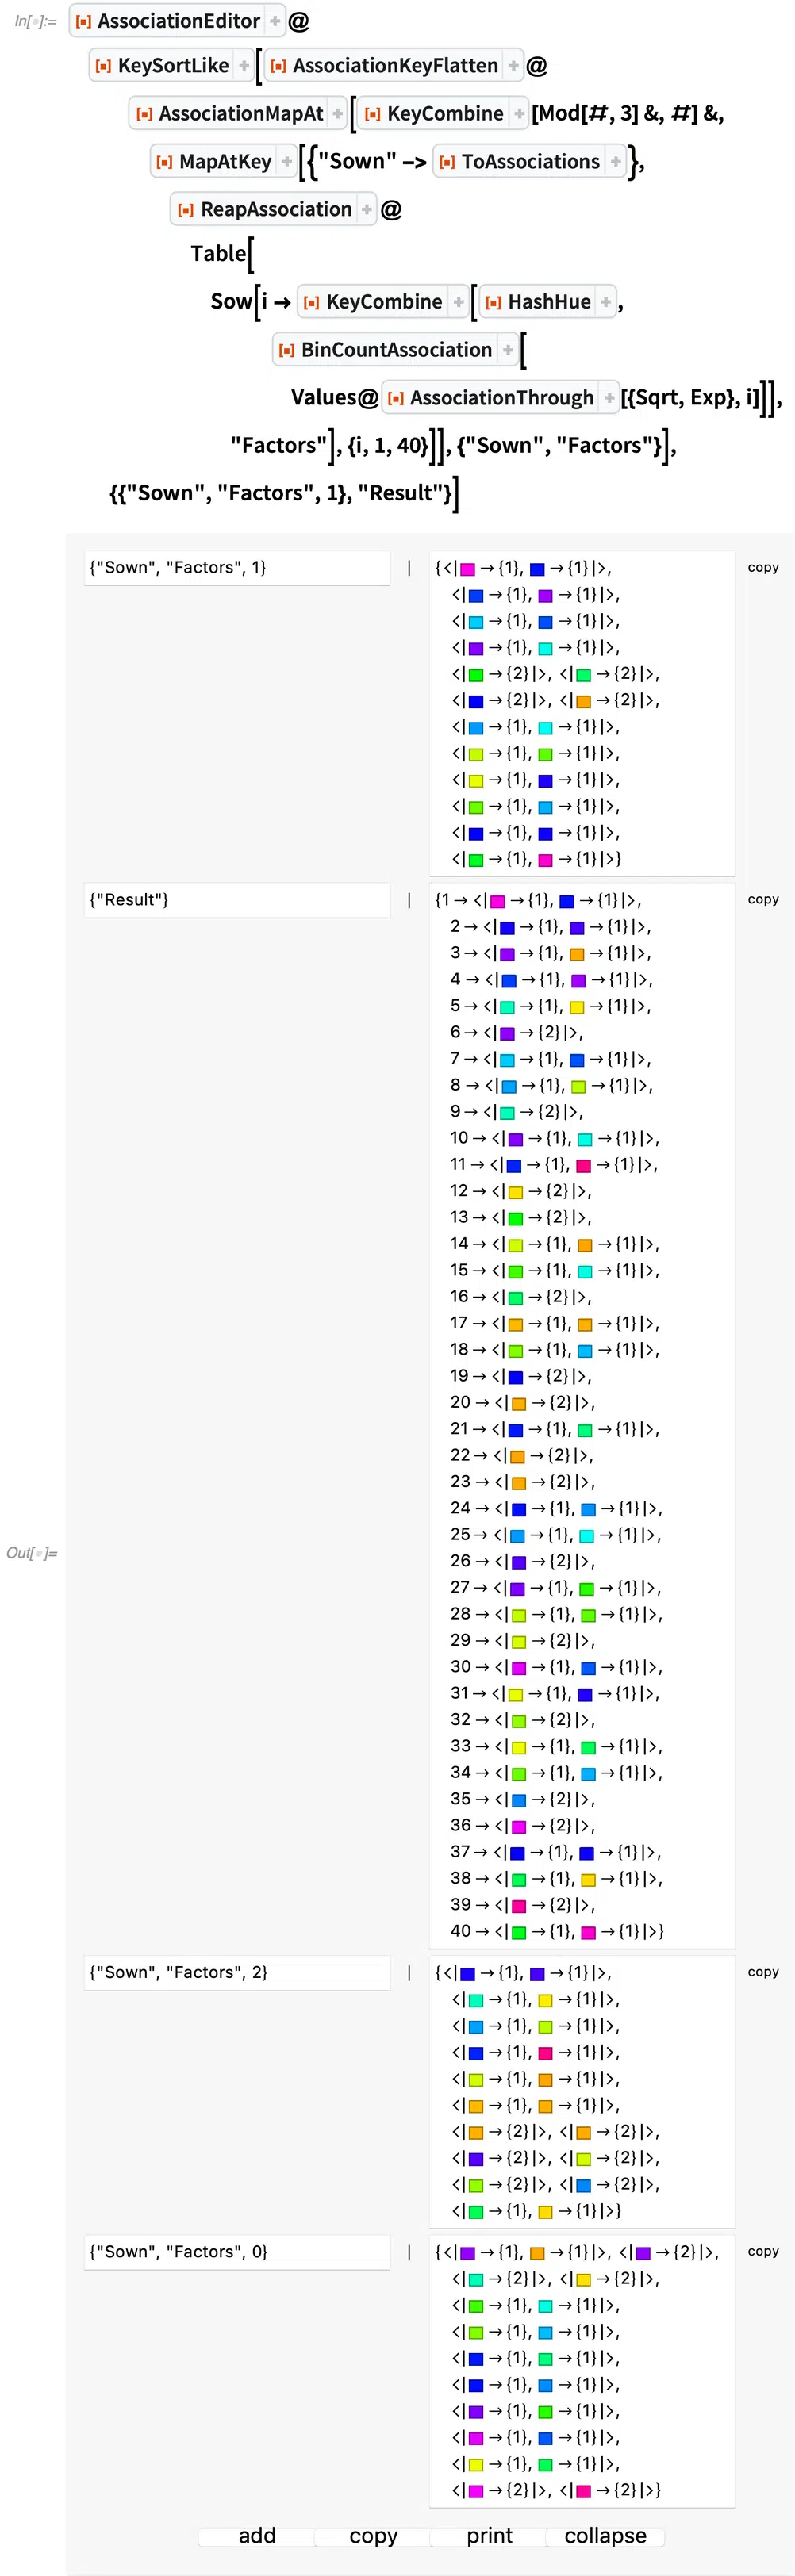 In[◦]:= [▪] AssociationEditor + @
[▪] KeySortLike + [ [▪] AssociationKeyFlatten + @
[▪] AssociationMapAt + [ [▪] KeyCombine + [Mod[#, 3] &, #] &,
[▪] MapAtKey + [{"Sown" -> [▪] ToAssociations + },
[▪] ReapAssociation + @
Table[
Sow[i → [▪] KeyCombine + [ [▪] HashHue + ,
[▪] BinCountAssociation + [
Values@ [▪] AssociationThrough + [{Sqrt, Exp}, i]]],
"Factors"], {i, 1, 40}]], {"Sown", "Factors"}],
{{"Sown", "Factors", 1}, "Result"}]
{"Sown", "Factors", 1} | {<|■ → {1}, ■ → {1}|>, copy
<|■ → {1}, ■ → {1}|>,
<|■ → {1}, ■ → {1}|>,
<|■ → {1}, ■ → {1}|>,
<|■ → {2}|>, <|■ → {2}|>,
<|■ → {2}|>, <|■ → {2}|>,
<|■ → {1}, ■ → {1}|>,
<|■ → {1}, ■ → {1}|>,
<|■ → {1}, ■ → {1}|>,
<|■ → {1}, ■ → {1}|>,
<|■ → {1}, ■ → {1}|>,
<|■ → {1}, ■ → {1}|>}
{"Result"} | {1 → <|■ → {1}, ■ → {1}|>, copy
2 → <|■ → {1}, ■ → {1}|>,
3 → <|■ → {1}, ■ → {1}|>,
4 → <|■ → {1}, ■ → {1}|>,
5 → <|■ → {1}, ■ → {1}|>,
6 → <|■ → {2}|>,
7 → <|■ → {1}, ■ → {1}|>,
8 → <|■ → {1}, ■ → {1}|>,
9 → <|■ → {2}|>,
10 → <|■ → {1}, ■ → {1}|>,
11 → <|■ → {1}, ■ → {1}|>,
12 → <|■ → {2}|>,
13 → <|■ → {2}|>,
14 → <|■ → {1}, ■ → {1}|>,
15 → <|■ → {1}, ■ → {1}|>,
16 → <|■ → {2}|>,
17 → <|■ → {1}, ■ → {1}|>,
18 → <|■ → {1}, ■ → {1}|>,
19 → <|■ → {2}|>,
20 → <|■ → {2}|>,
21 → <|■ → {1}, ■ → {1}|>,
22 → <|■ → {2}|>,
23 → <|■ → {2}|>,
24 → <|■ → {1}, ■ → {1}|>,
25 → <|■ → {1}, ■ → {1}|>,
Out[◦]=
26 → <|■ → {2}|>,
27 → <|■ → {1}, ■ → {1}|>,
28 → <|■ → {1}, ■ → {1}|>,
29 → <|■ → {2}|>,
30 → <|■ → {1}, ■ → {1}|>,
31 → <|■ → {1}, ■ → {1}|>,
32 → <|■ → {2}|>,
33 → <|■ → {1}, ■ → {1}|>,
34 → <|■ → {1}, ■ → {1}|>,
35 → <|■ → {2}|>,
36 → <|■ → {2}|>,
37 → <|■ → {1}, ■ → {1}|>,
38 → <|■ → {1}, ■ → {1}|>,
39 → <|■ → {2}|>,
40 → <|■ → {1}, ■ → {1}|>}
{"Sown", "Factors", 2} | {<|■ → {1}, ■ → {1}|>, copy
<|■ → {1}, ■ → {1}|>,
<|■ → {1}, ■ → {1}|>,
<|■ → {1}, ■ → {1}|>,
<|■ → {1}, ■ → {1}|>,
<|■ → {1}, ■ → {1}|>,
<|■ → {2}|>, <|■ → {2}|>,
<|■ → {2}|>, <|■ → {2}|>,
<|■ → {2}|>, <|■ → {2}|>,
<|■ → {1}, ■ → {1}|>}
{"Sown", "Factors", 0} | {<|■ → {1}, ■ → {1}|>, <|■ → {2}|>, copy
<|■ → {2}|>, <|■ → {2}|>,
<|■ → {1}, ■ → {1}|>,
<|■ → {1}, ■ → {1}|>,
<|■ → {1}, ■ → {1}|>,
<|■ → {1}, ■ → {1}|>,
<|■ → {1}, ■ → {1}|>,
<|■ → {1}, ■ → {1}|>,
<|■ → {1}, ■ → {1}|>,
<|■ → {2}|>, <|■ → {2}|>}
add copy print collapse